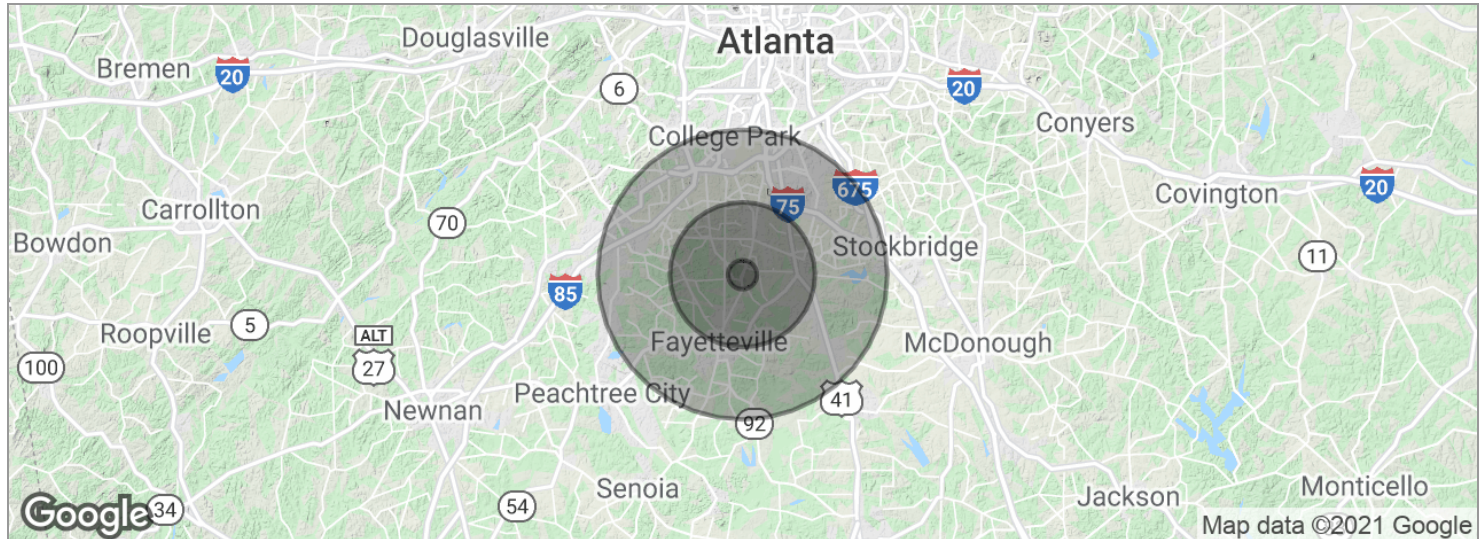 Douglasville
Atlanta
Bremen
20
6
20
College Park
Conyers
675
20
Covington
75
Carrollton
70
Bowdon
Stockbridge
11
85
Roopville
5
ALT
27
Fayetteville
McDonough
100
Peachtree City
41
Newnan
92
Senoia
Jackson
Monticello
54
Google
34
Map data ©2021 Google